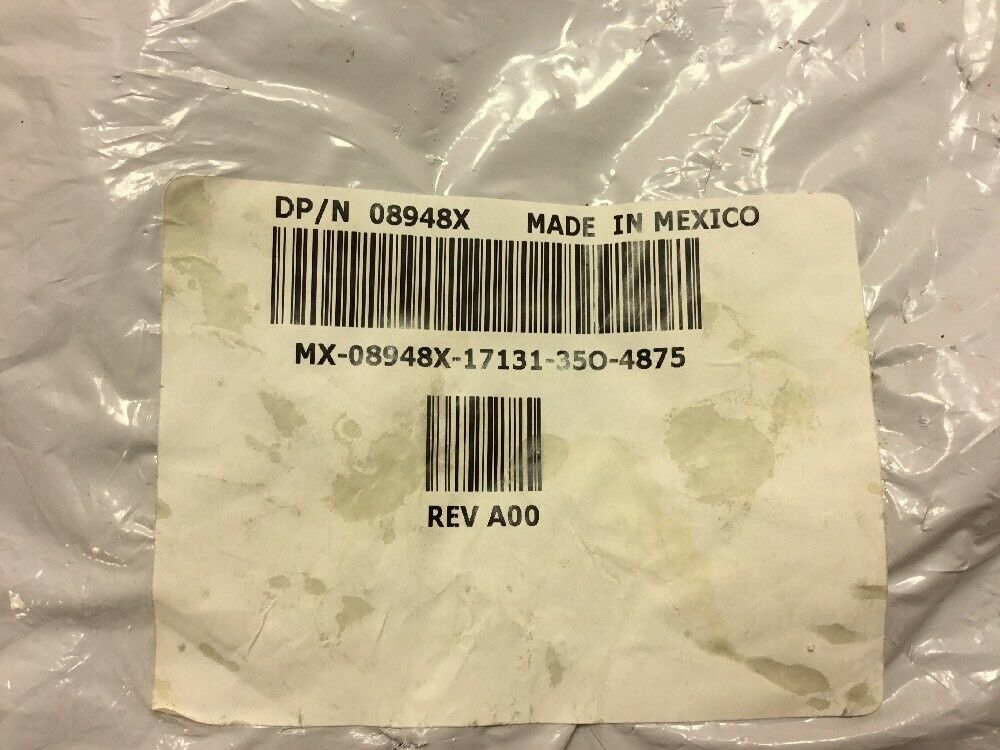 DP/N 08948X MADE IN MEXICO
MX-08948X-17131-35O-4875
REV A00